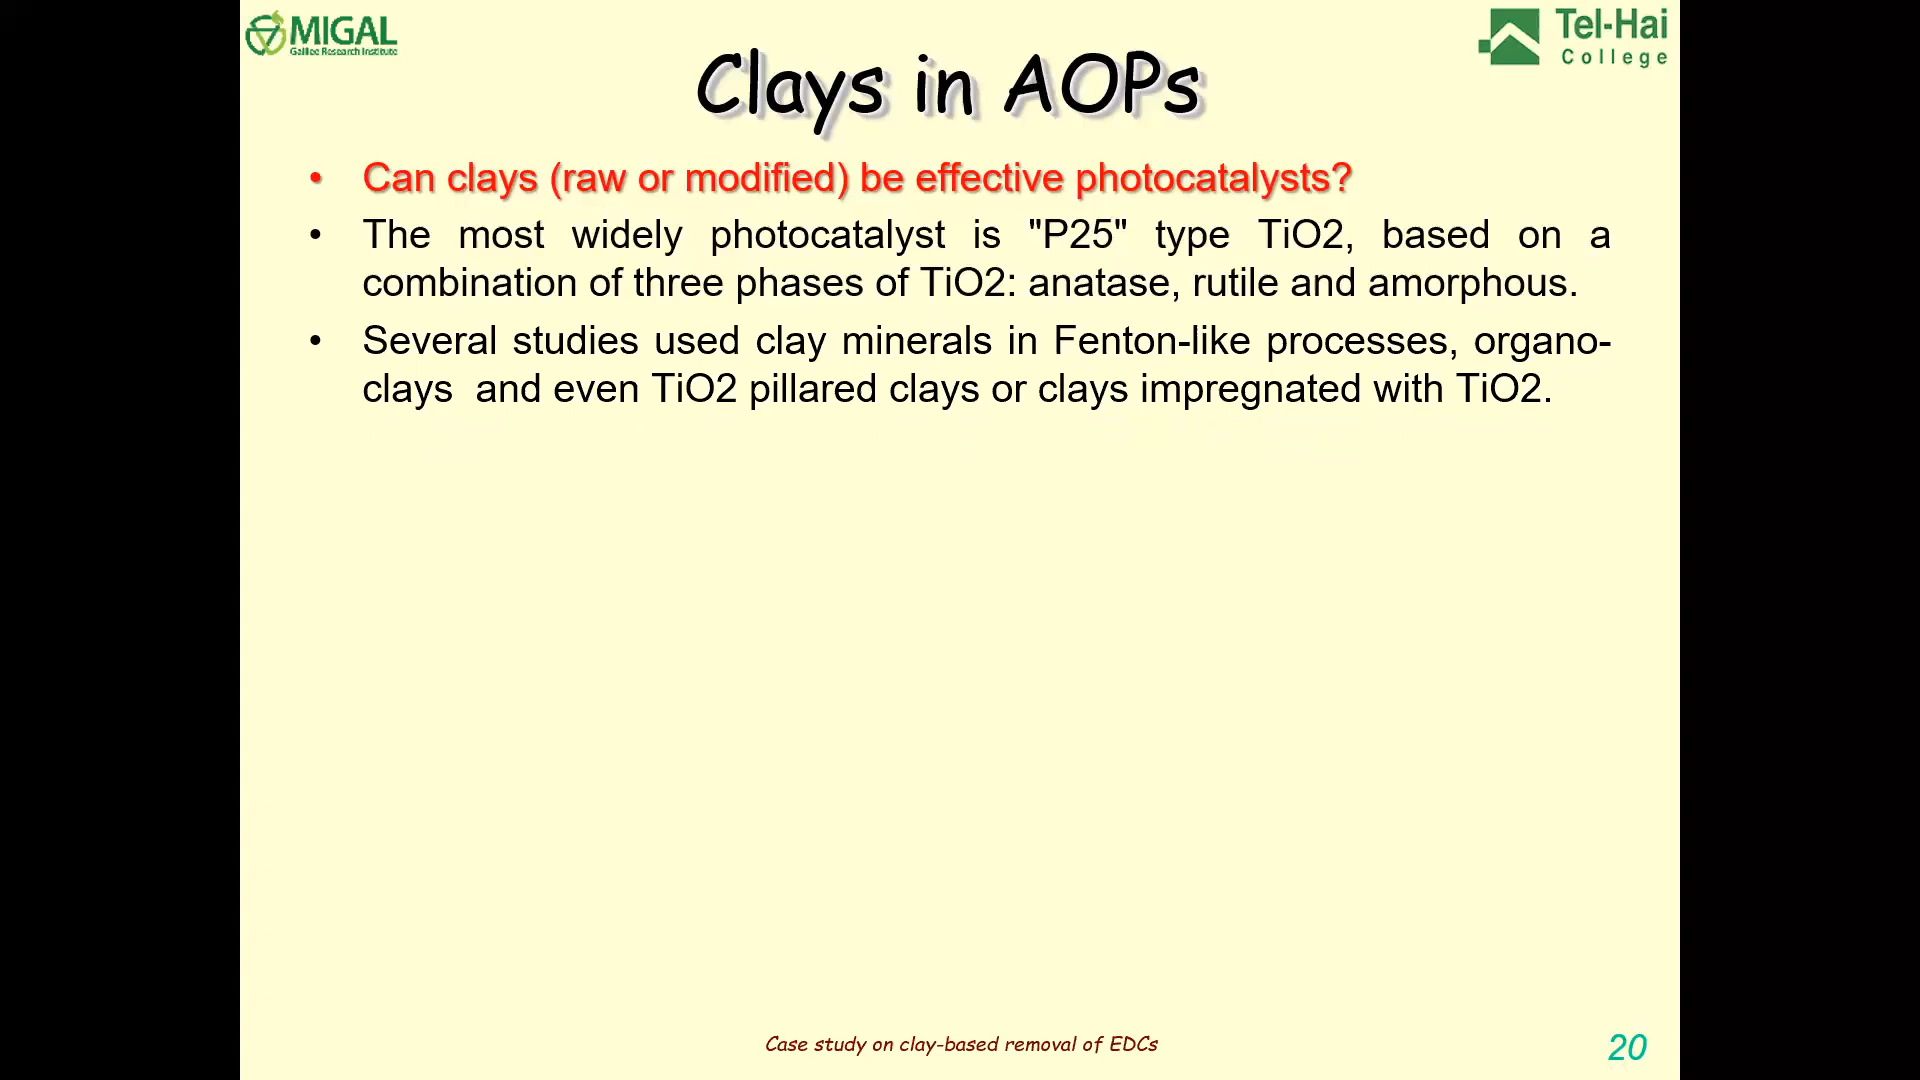 MIGAL
Galilee Research Institute
Tel-Hai
College
Clays in AOPs
• Can clays (raw or modified) be effective photocatalysts?
• The most widely photocatalyst is "P25" type TiO2, based on a
combination of three phases of TiO2: anatase, rutile and amorphous.
• Several studies used clay minerals in Fenton-like processes, organo-
clays and even TiO2 pillared clays or clays impregnated with TiO2.
Case study on clay-based removal of EDCs
20